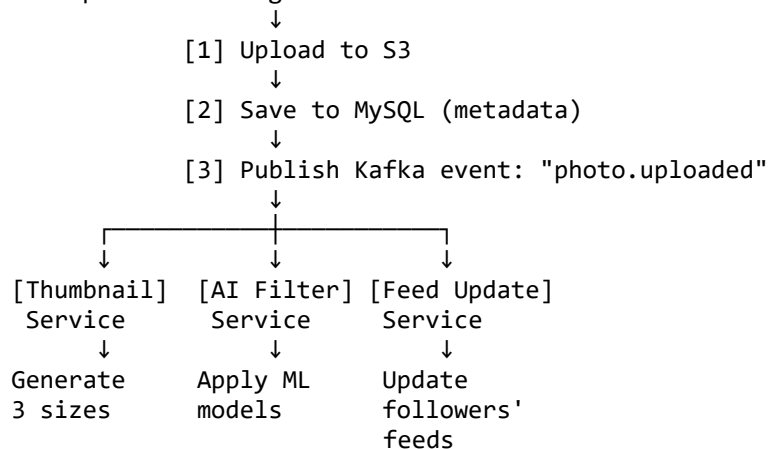 [1] Upload to S3
[2] Save to MySQL (metadata)
[3] Publish Kafka event: "photo.uploaded"
[Thumbnail] [AI Filter] [Feed Update]
Service Service Service
Generate Apply ML Update
3 sizes models followers'
feeds